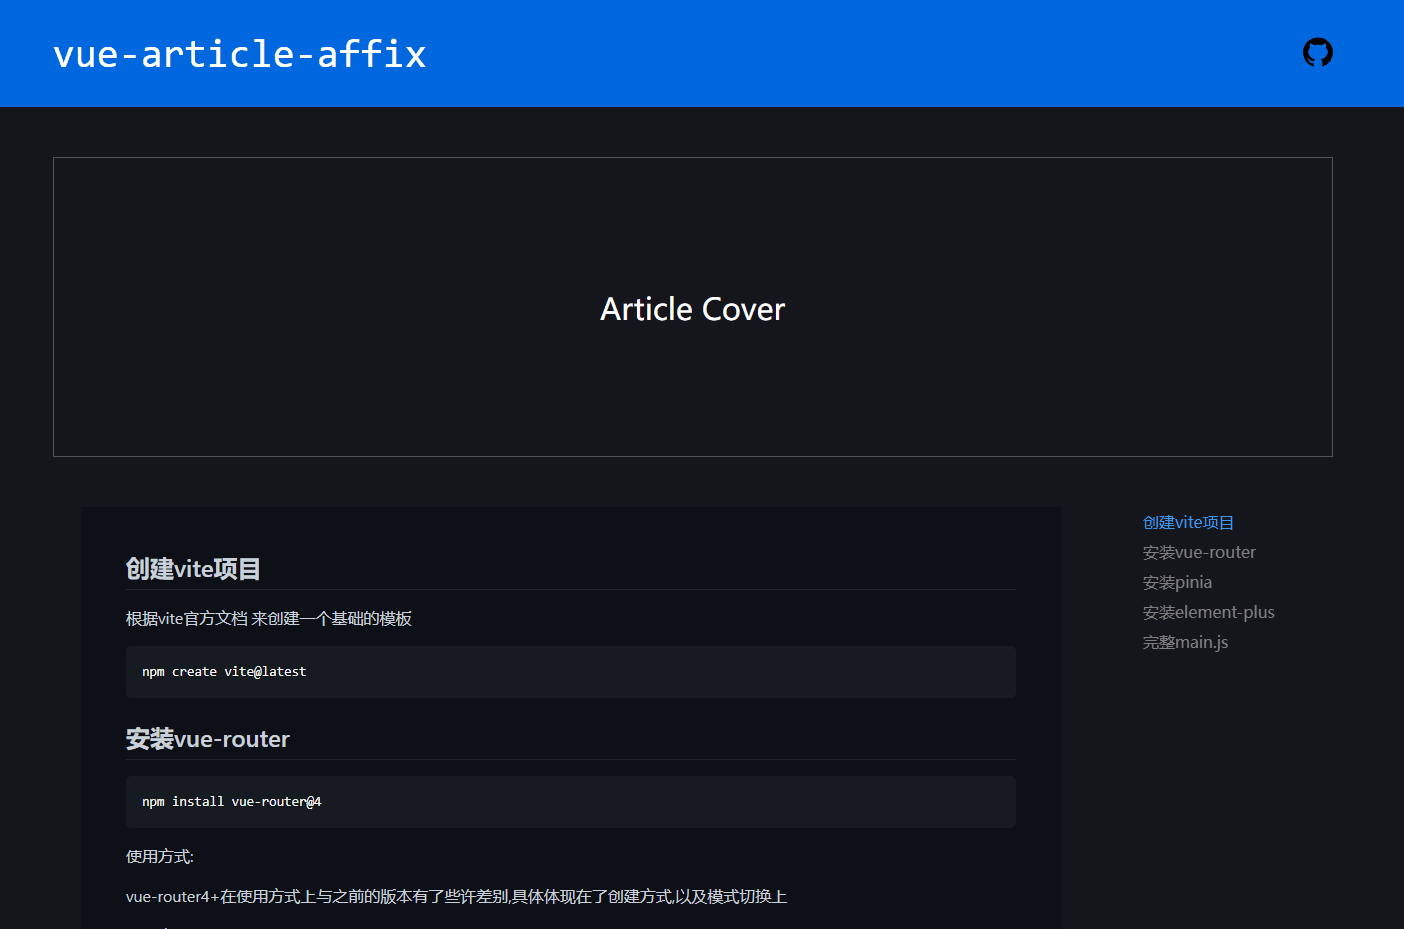 vue-article-affix
Article Cover
创建vite项目
根据vite官方文档 来创建一个基础的模板
npm create vite@latest
安装vue-router
npm install vue-router@4
使用方式:
vue-router4+在使用方式上与之前的版本有了些许差别,具体体现在了创建方式,以及模式切换上
创建vite项目
安装vue-router
安装pinia
安装element-plus
完整main.js